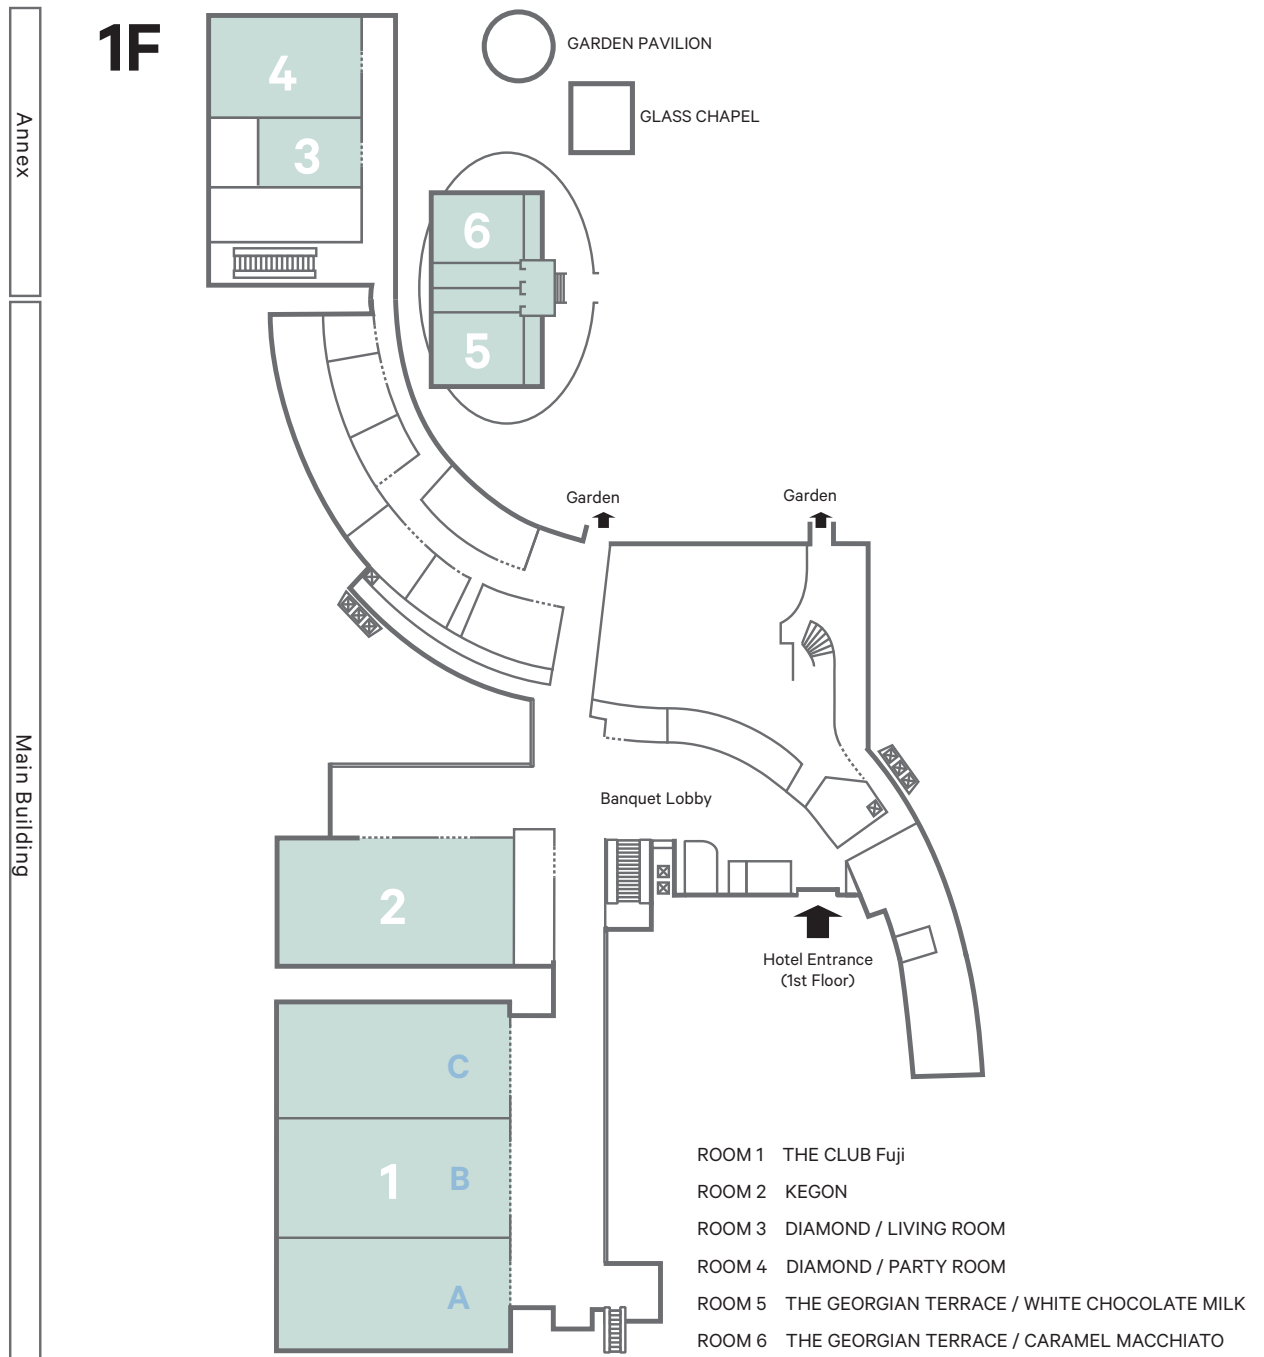 1F
4
GARDEN PAVILION
GLASS CHAPEL
Annex
3
6
5
Garden
Garden
Main Building
Banquet Lobby
2
Hotel Entrance
(1st Floor)
C
1
B
A
ROOM 1 THE CLUB Fuji
ROOM 2 KEGON
ROOM 3 DIAMOND / LIVING ROOM
ROOM 4 DIAMOND / PARTY ROOM
ROOM 5 THE GEORGIAN TERRACE / WHITE CHOCOLATE MILK
ROOM 6 THE GEORGIAN TERRACE / CARAMEL MACCHIATO